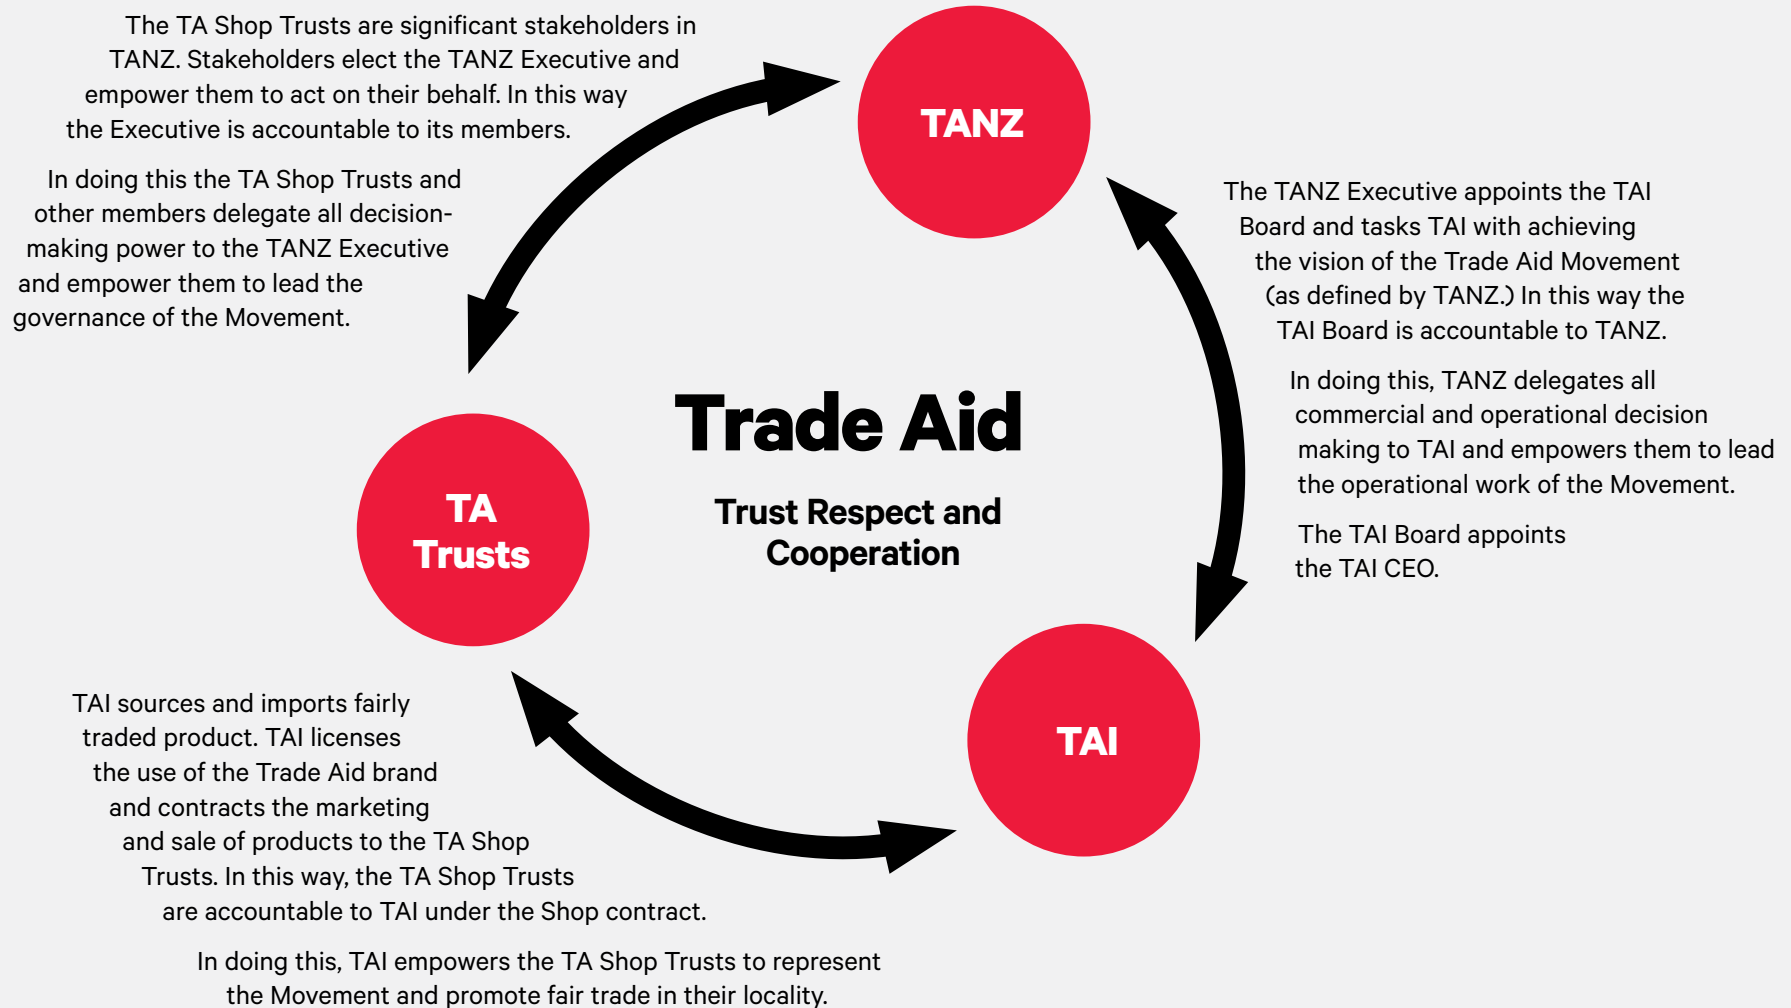 The TA Shop Trusts are significant stakeholders in
TANZ. Stakeholders elect the TANZ Executive and
empower them to act on their behalf. In this way
the Executive is accountable to its members.
In doing this the TA Shop Trusts and
other members delegate all decision-
making power to the TANZ Executive
and empower them to lead the
governance of the Movement.
TANZ
The TANZ Executive appoints the TAI
Board and tasks TAI with achieving
the vision of the Trade Aid Movement
(as defined by TANZ.) In this way the
TAI Board is accountable to TANZ.
In doing this, TANZ delegates all
commercial and operational decision
making to TAI and empowers them to lead
the operational work of the Movement.
The TAI Board appoints
the TAI CEO.
Trade Aid
Trust Respect and
Cooperation
TA
Trusts
TAI
TAI sources and imports fairly
traded product. TAI licenses
the use of the Trade Aid brand
and contracts the marketing
and sale of products to the TA Shop
Trusts. In this way, the TA Shop Trusts
are accountable to TAI under the Shop contract.
In doing this, TAI empowers the TA Shop Trusts to represent
the Movement and promote fair trade in their locality.